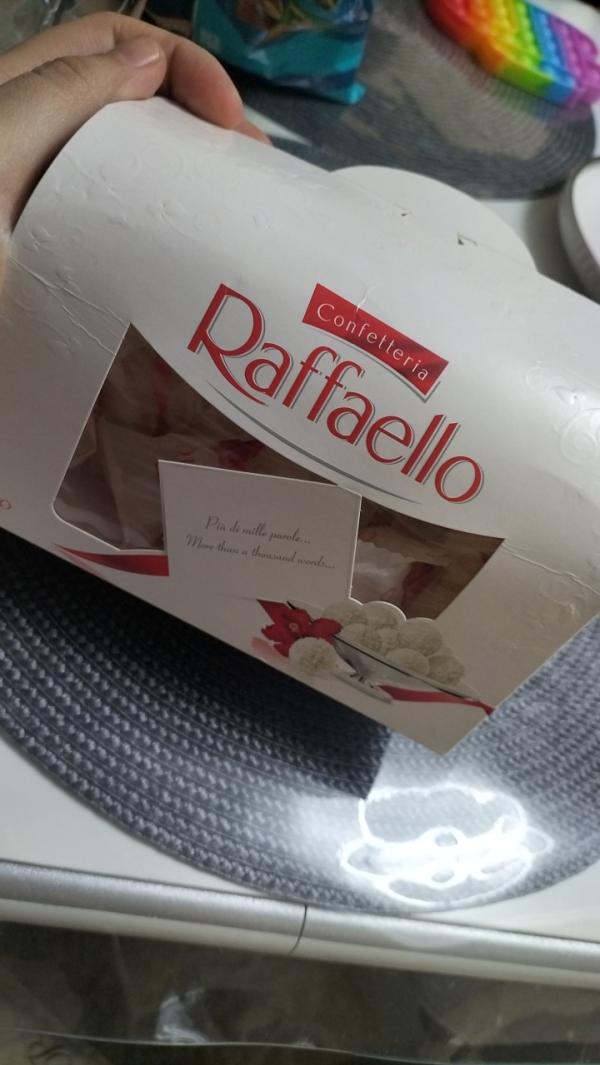 Confetteria
Raffaello
Più di mille parole...
More than a thousand words...